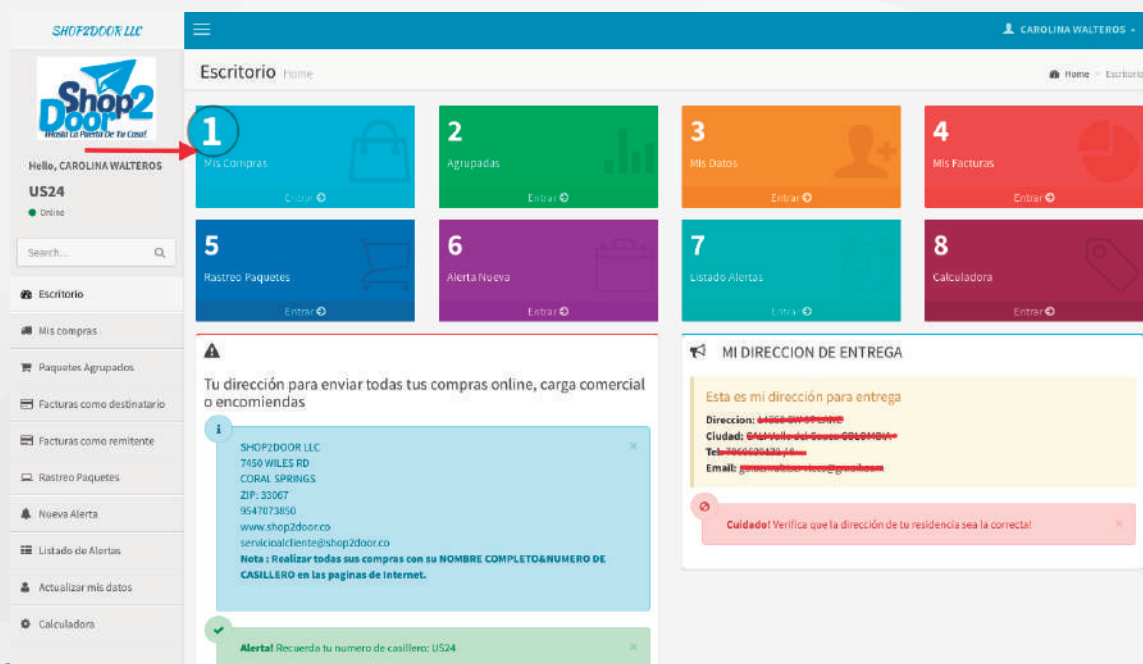 SHOP2DOOR LLC
CAROLINA WALTEROS
Shop2
Door
¡Hasta La Puerta De Tu Casa!
Hello, CAROLINA WALTEROS
US24
Online
Search...
Escritorio
Mis compras
Paquetes Agrupados
Facturas como destinatario
Facturas como remitente
Rastreo Paquetes
Nueva Alerta
Listado de Alertas
Actualizar mis datos
Calculadora
Escritorio Home
Home > Escritorio
1
Mis Compras
Entrar
2
Agrupadas
Entrar
3
Mis Datos
Entrar
4
Mis Facturas
Entrar
5
Rastreo Paquetes
Entrar
6
Alerta Nueva
Entrar
7
Listado Alertas
Entrar
8
Calculadora
Entrar
Tu dirección para enviar todas tus compras online, carga comercial
o encomiendas
SHOP2DOOR LLC
7450 WILES RD
CORAL SPRINGS
ZIP: 33067
9547073850
www.shop2door.co
servicioalcliente@shop2door.co
Nota : Realizar todas sus compras con su NOMBRE COMPLETO&NUMERO DE
CASILLERO en las paginas de Internet.
Alerta! Recuerda tu numero de casillero: US24
MI DIRECCION DE ENTREGA
Esta es mi dirección para entrega
Direccion:
Ciudad:
Tel:
Email:
Cuidado! Verifica que la dirección de tu residencia sea la correcta!